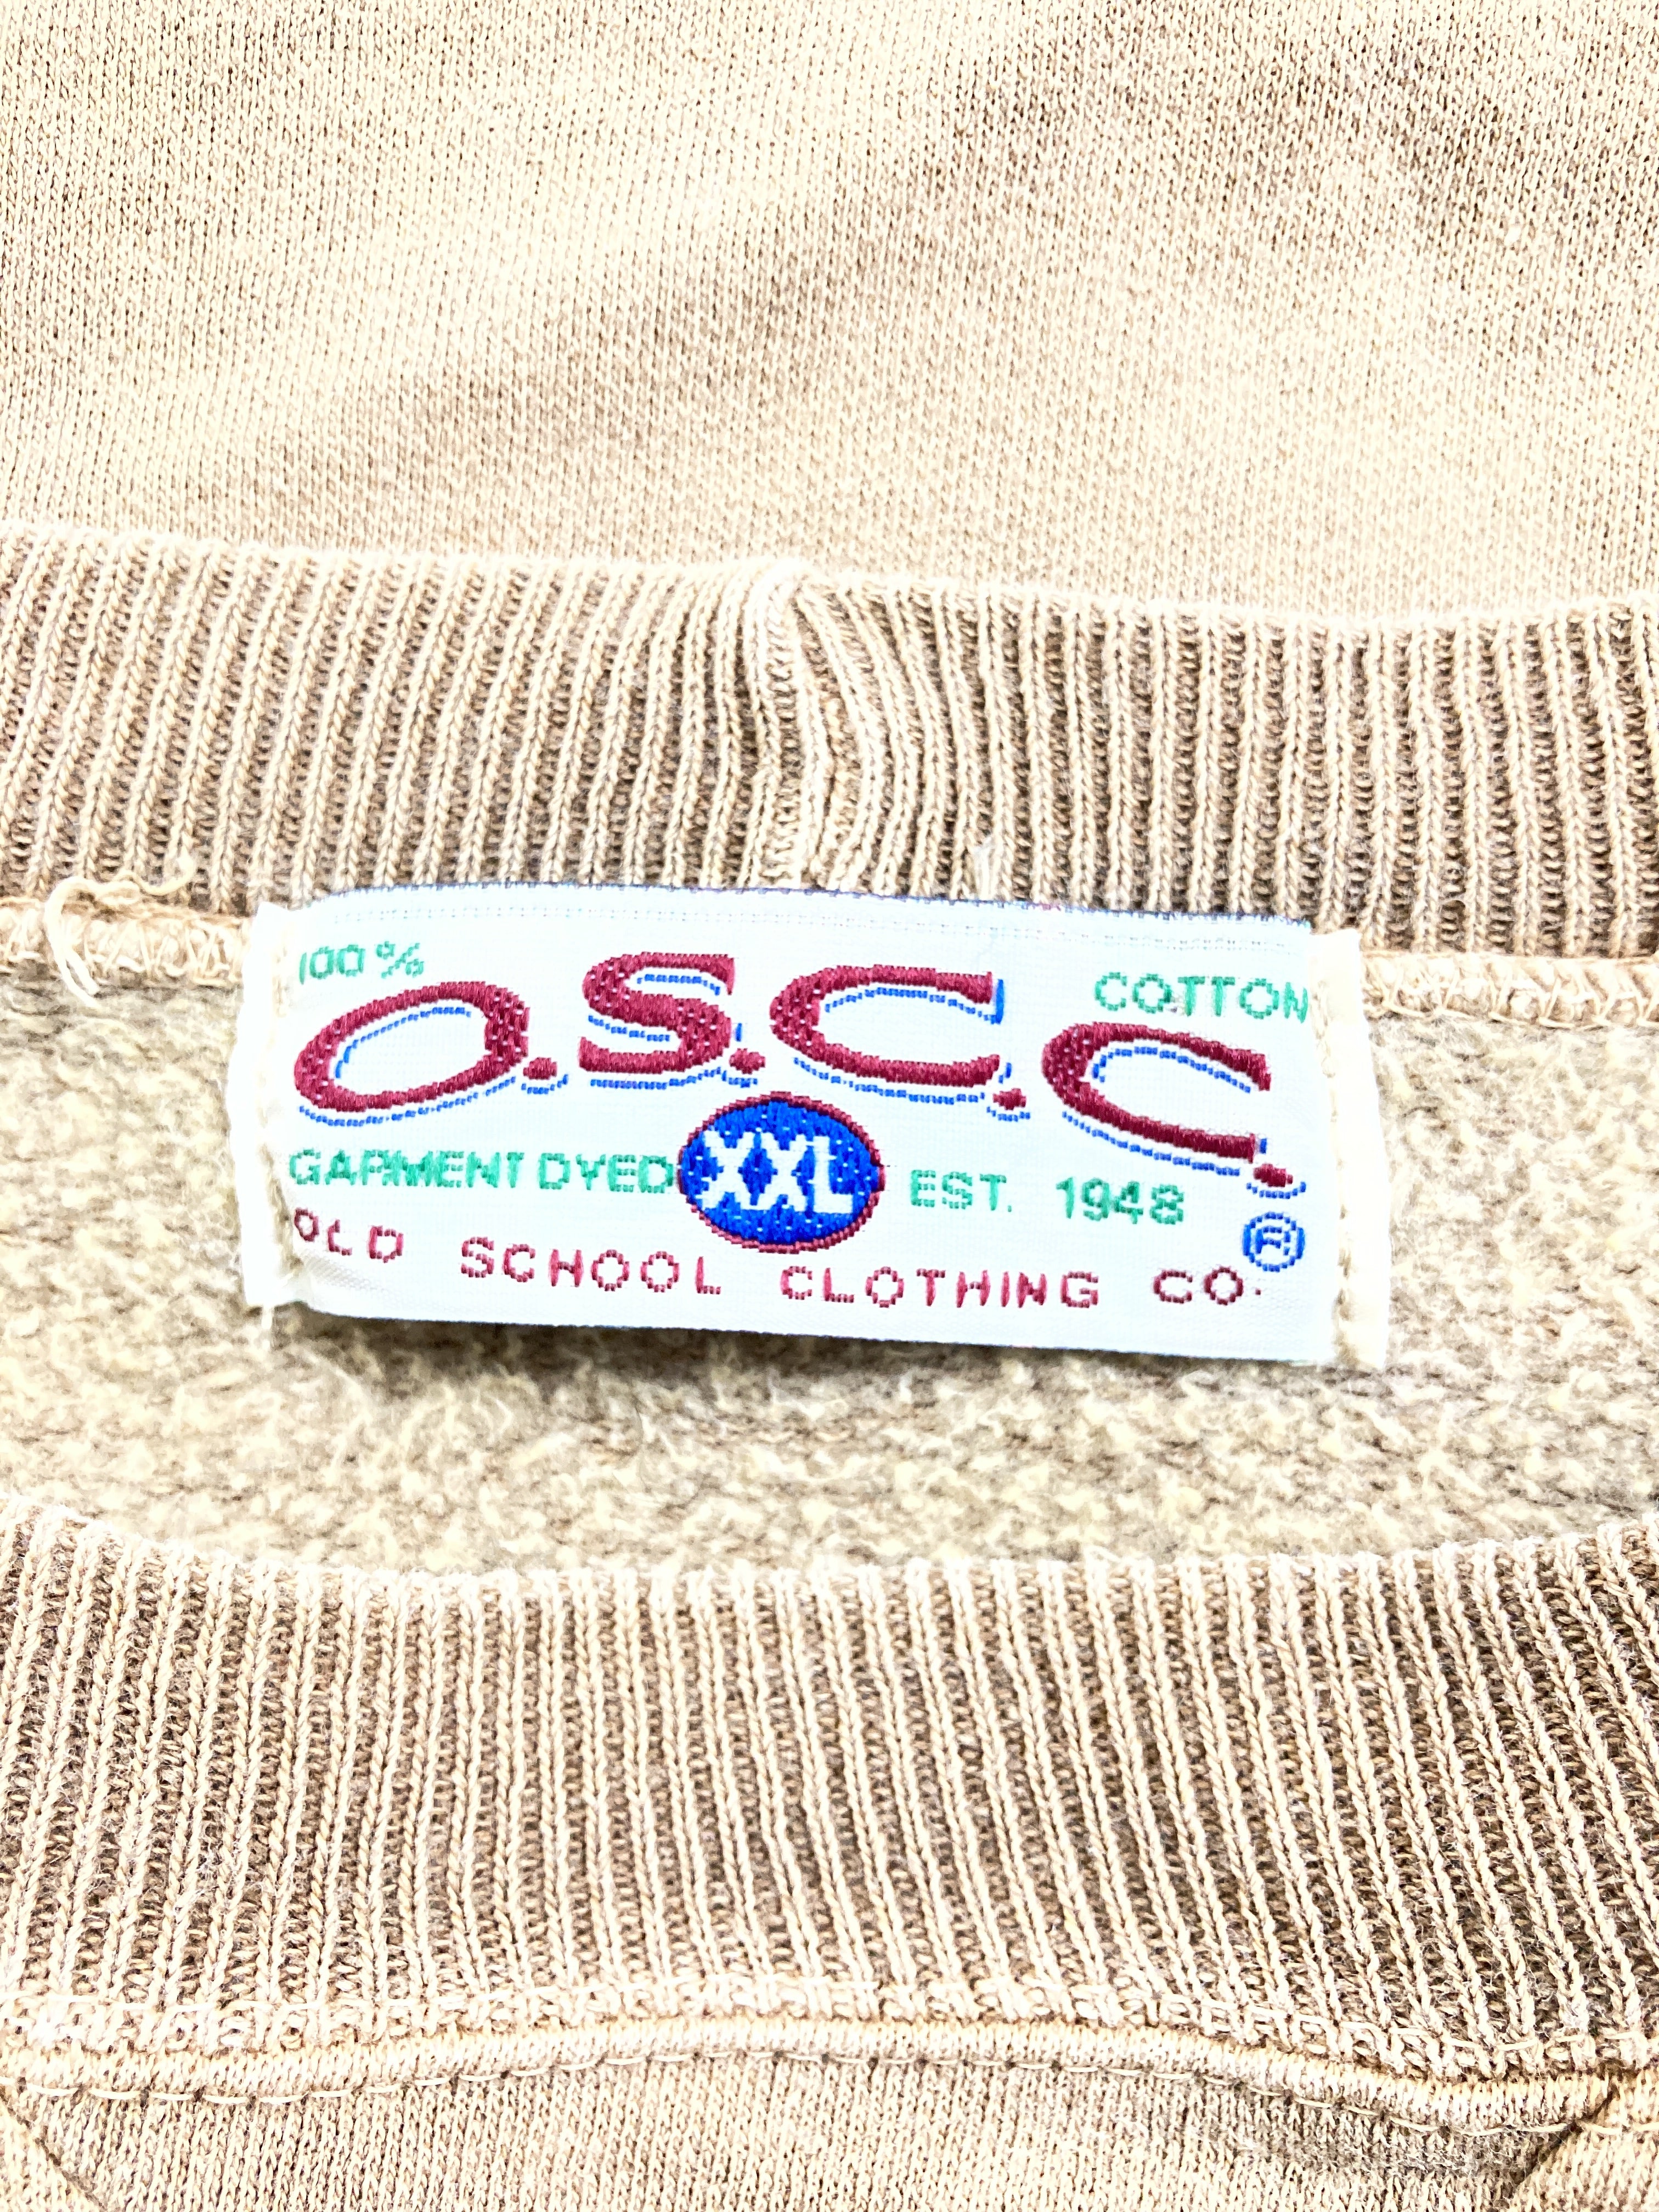 100% COTTON
O.S.C.C.
GARMENT DYED XXL EST. 1948
®
OLD SCHOOL CLOTHING CO.